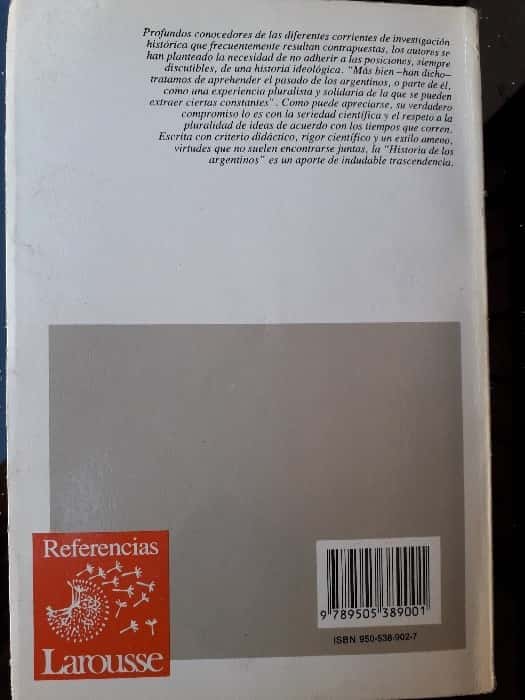 Profundos conocedores de las diferentes corrientes de investigación
histórica que frecuentemente resultan contrapuestas, los autores se
han planteado la necesidad de no adherir a las posiciones, siempre
discutibles, de una historia ideológica. "Más bien —han dicho—
tratamos de aprehender el pasado de los argentinos, o parte de él,
como una experiencia pluralista y solidaria de la que se pueden
extraer ciertas constantes". Como puede apreciarse, su verdadero
compromiso lo es con la seriedad científica y el respeto a la
pluralidad de ideas de acuerdo con los tiempos que corren.
Escrita con criterio didáctico, rigor científico y un estilo ameno,
virtudes que no suelen encontrarse juntas, la "Historia de los
argentinos" es un aporte de indudable trascendencia.
Referencias
Larousse
9 789505 389001
ISBN 950-538-902-7